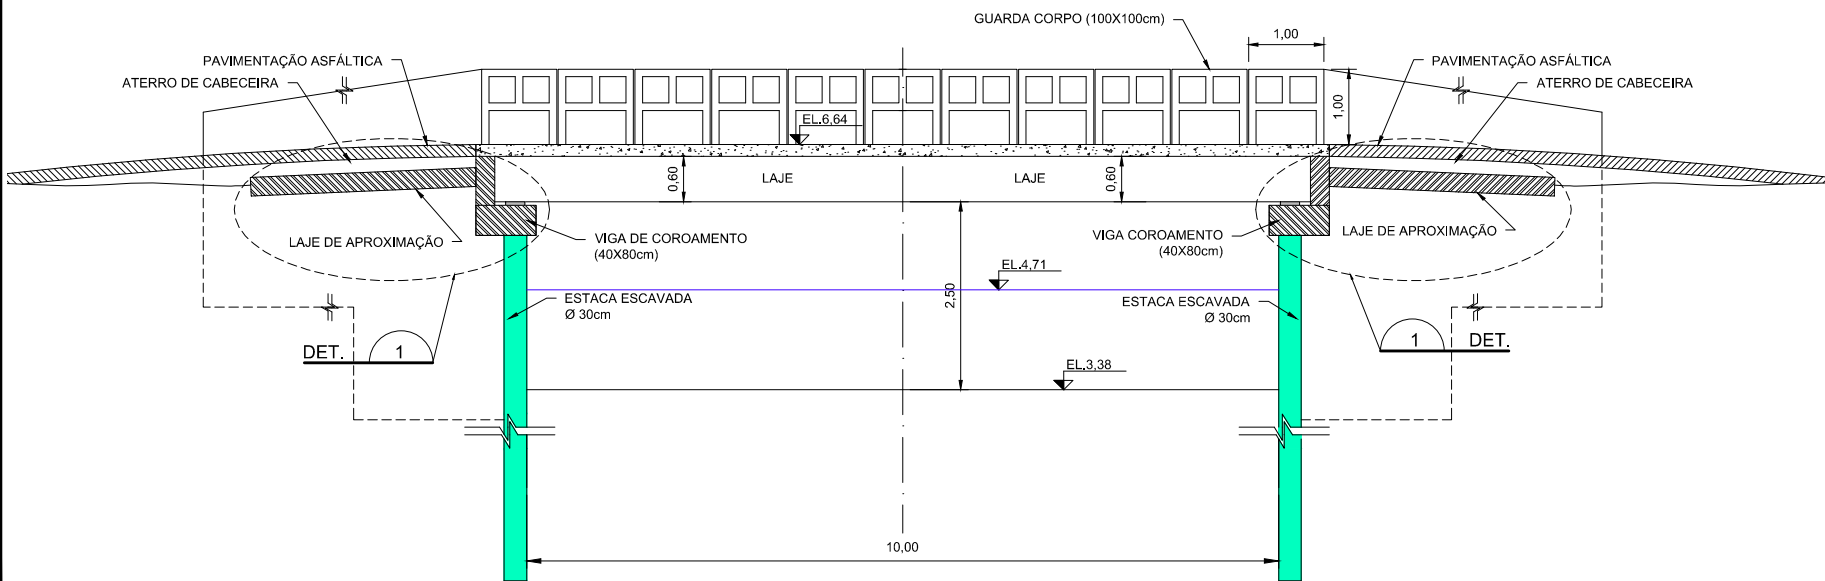 GUARDA CORPO (100X100cm)
1,00
PAVIMENTAÇÃO ASFÁLTICA
PAVIMENTAÇÃO ASFÁLTICA
ATERRO DE CABECEIRA
ATERRO DE CABECEIRA
1,00
EL.6,64
0,60
LAJE
LAJE
0,60
LAJE DE APROXIMAÇÃO
VIGA DE COROAMENTO
(40X80cm)
VIGA COROAMENTO
(40X80cm)
LAJE DE APROXIMAÇÃO
EL.4,71
2,50
ESTACA ESCAVADA
Ø 30cm
ESTACA ESCAVADA
Ø 30cm
DET. 1
1 DET.
EL.3,38
10,00